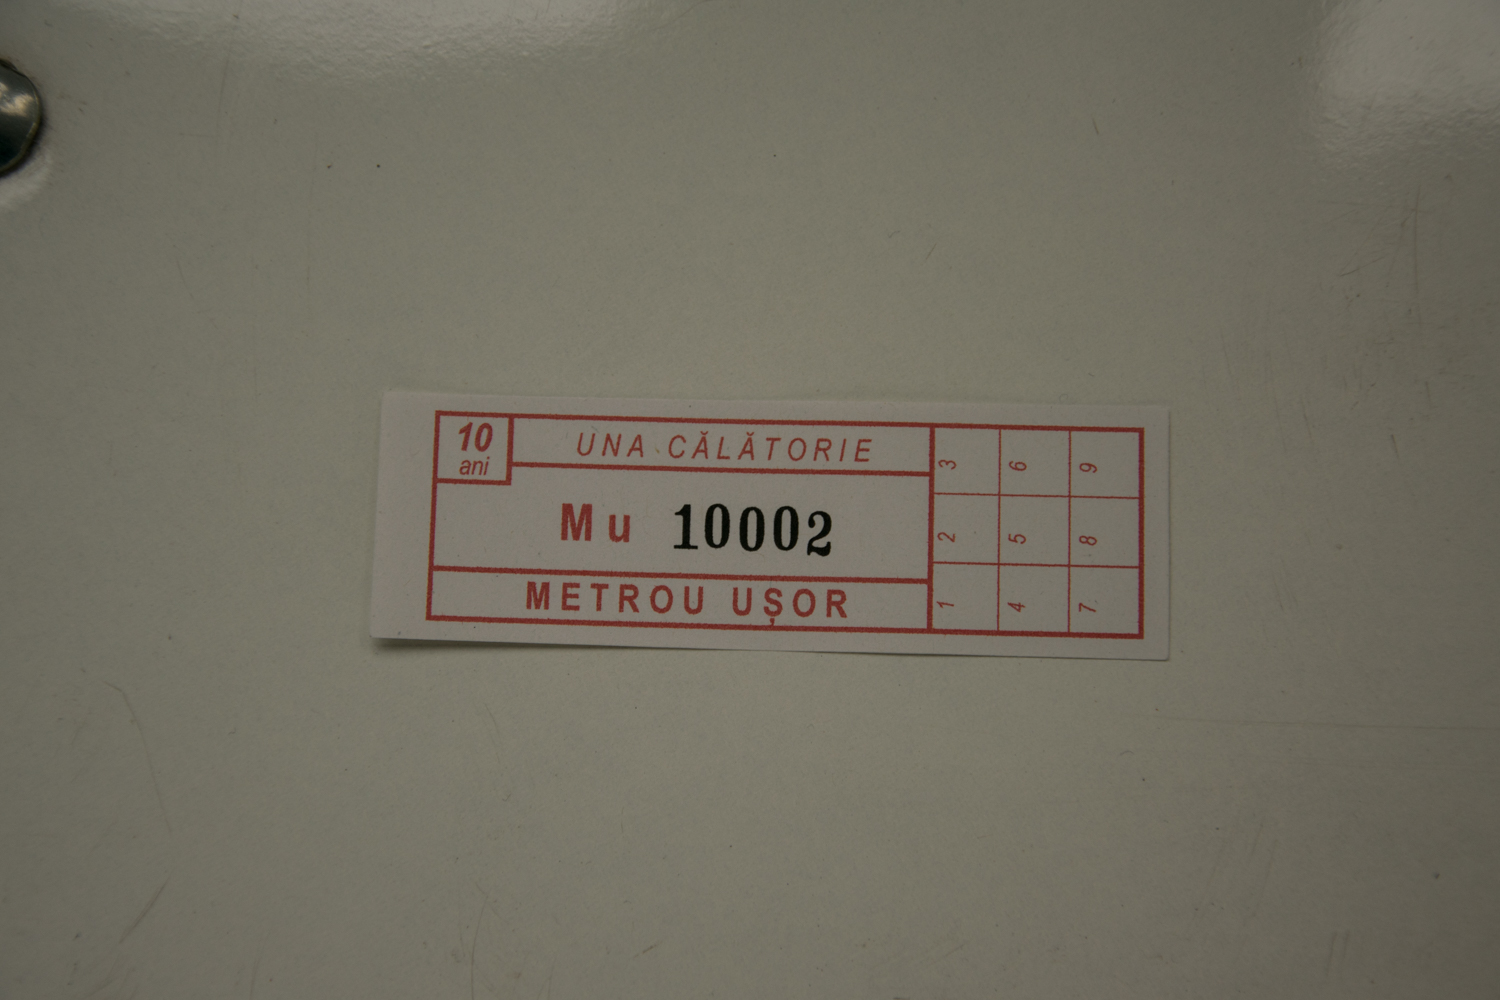 10
ani
UNA CĂLĂTORIE
Mu 10002
METROU UȘOR
3 6 9
2 5 8
1 4 7